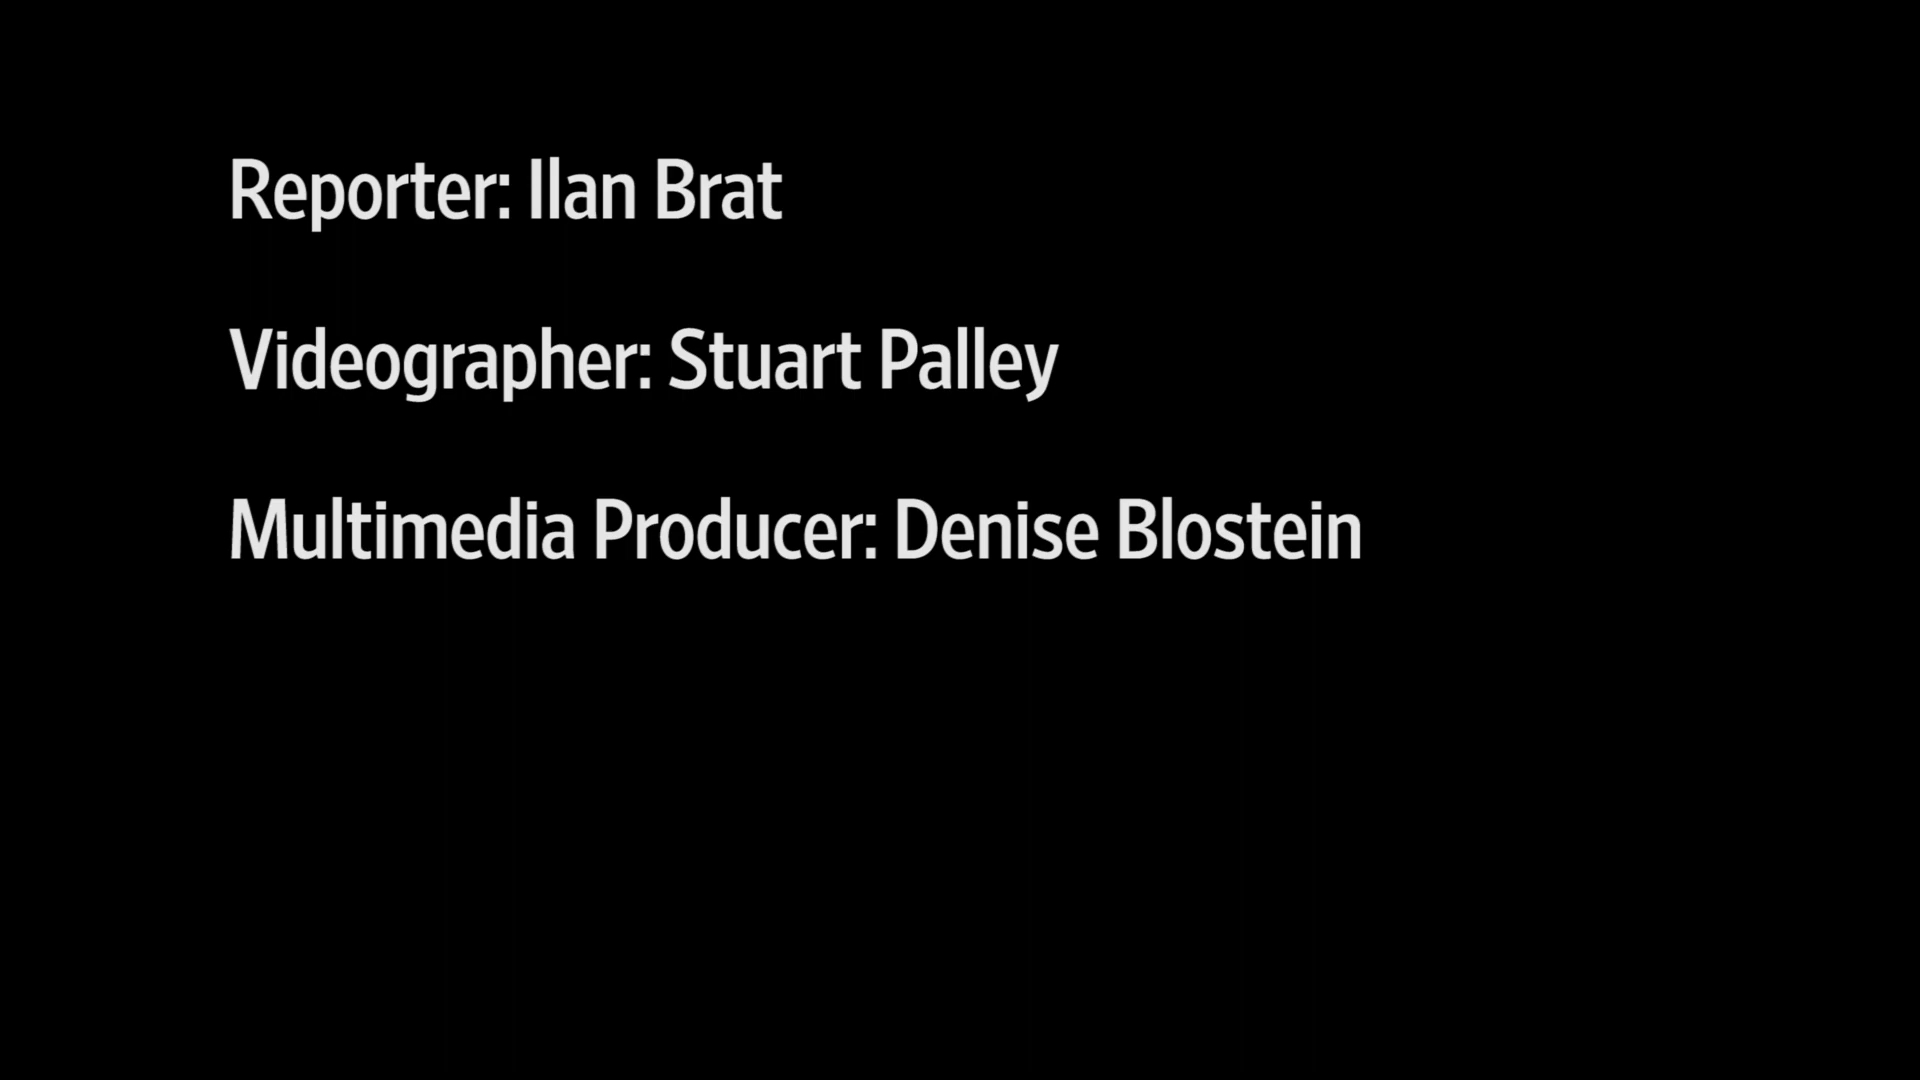 Reporter: Ilan Brat
Videographer: Stuart Palley
Multimedia Producer: Denise Blostein